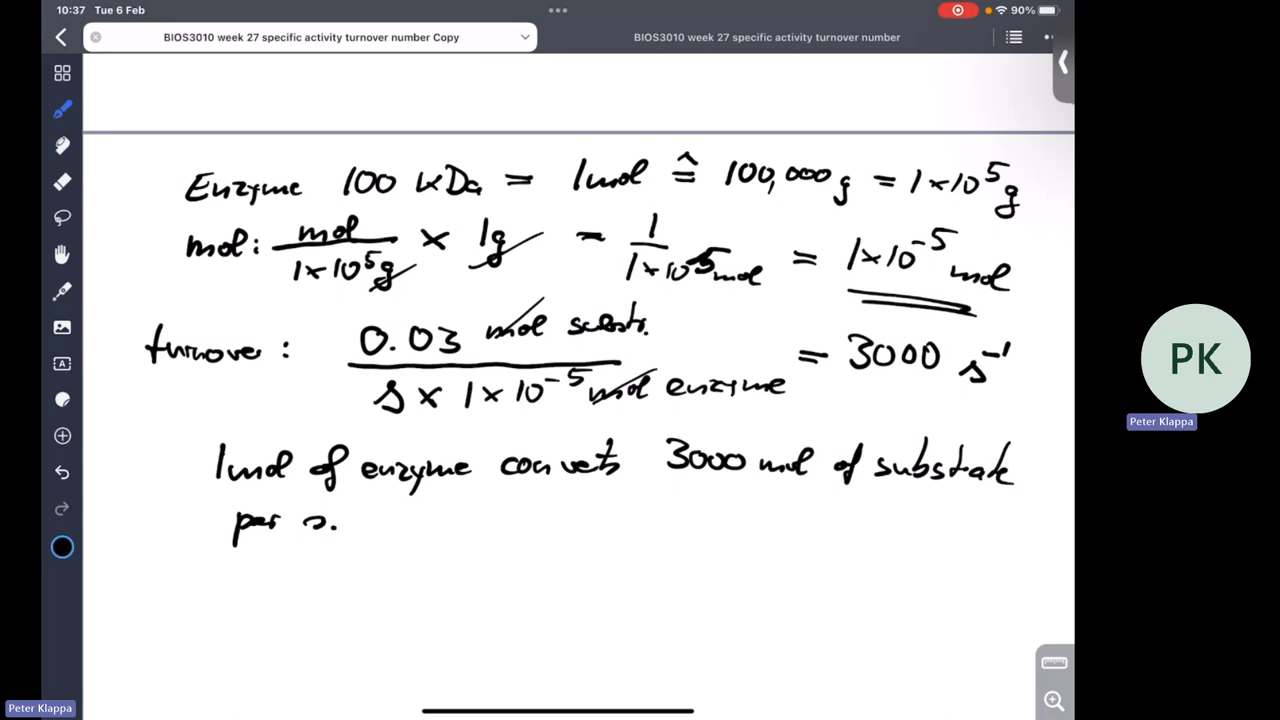 10:37 Tue 6 Feb
90%
BIOS3010 week 27 specific activity turnover number Copy
BIOS3010 week 27 specific activity turnover number
Enzyme 100 kDa = 1mol ≙ 100,000g = 1×10⁵g
mol: mol / 1×10⁵g × 1g = 1 / 1×10⁵ mol = 1×10⁻⁵ mol
turnover: 0.03 mol substr. / s × 1×10⁻⁵ mol enzyme = 3000 s⁻¹
1mol of enzyme converts 3000 mol of substrate
per s.
PK
Peter Klappa
Peter Klappa